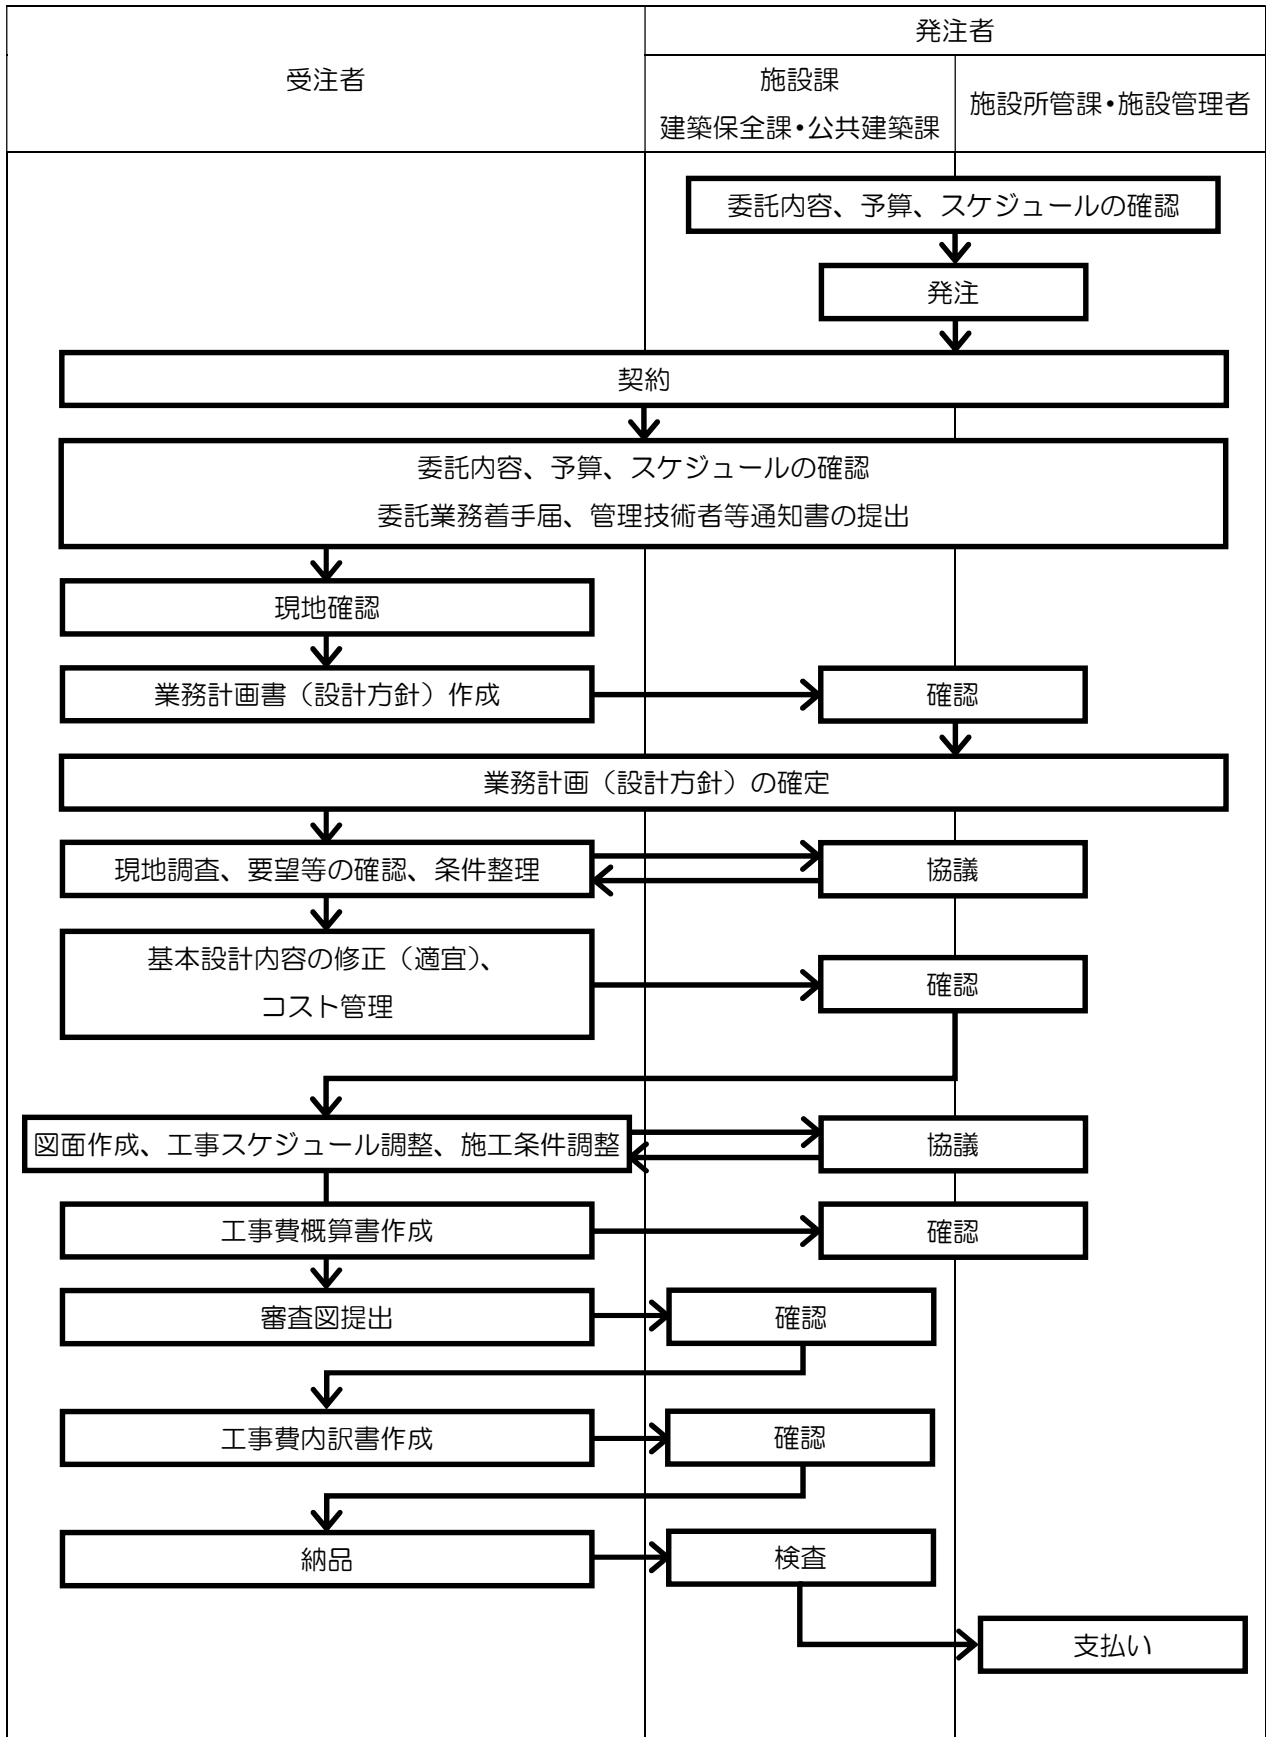 受注者
発注者
施設課
建築保全課・公共建築課
施設所管課・施設管理者
委託内容、予算、スケジュールの確認
発注
契約
委託内容、予算、スケジュールの確認
委託業務着手届、管理技術者等通知書の提出
現地確認
業務計画書（設計方針）作成
確認
業務計画（設計方針）の確定
現地調査、要望等の確認、条件整理
協議
基本設計内容の修正（適宜）、
コスト管理
確認
図面作成、工事スケジュール調整、施工条件調整
協議
工事費概算書作成
確認
審査図提出
確認
工事費内訳書作成
確認
納品
検査
支払い